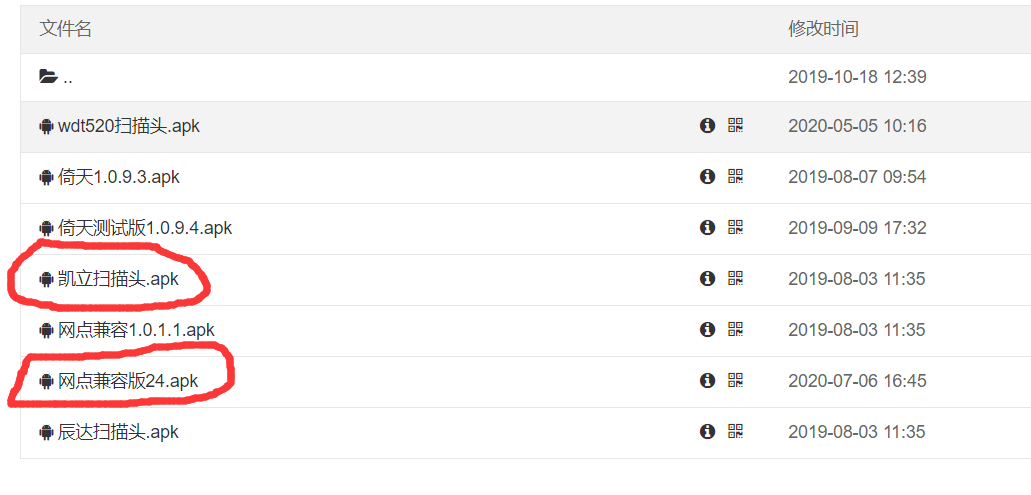 文件名 修改时间
.. 2019-10-18 12:39
wdt520扫描头.apk 2020-05-05 10:16
倚天1.0.9.3.apk 2019-08-07 09:54
倚天测试版1.0.9.4.apk 2019-09-09 17:32
凯立扫描头.apk 2019-08-03 11:35
网点兼容1.0.1.1.apk 2019-08-03 11:35
网点兼容版24.apk 2020-07-06 16:45
辰达扫描头.apk 2019-08-03 11:35